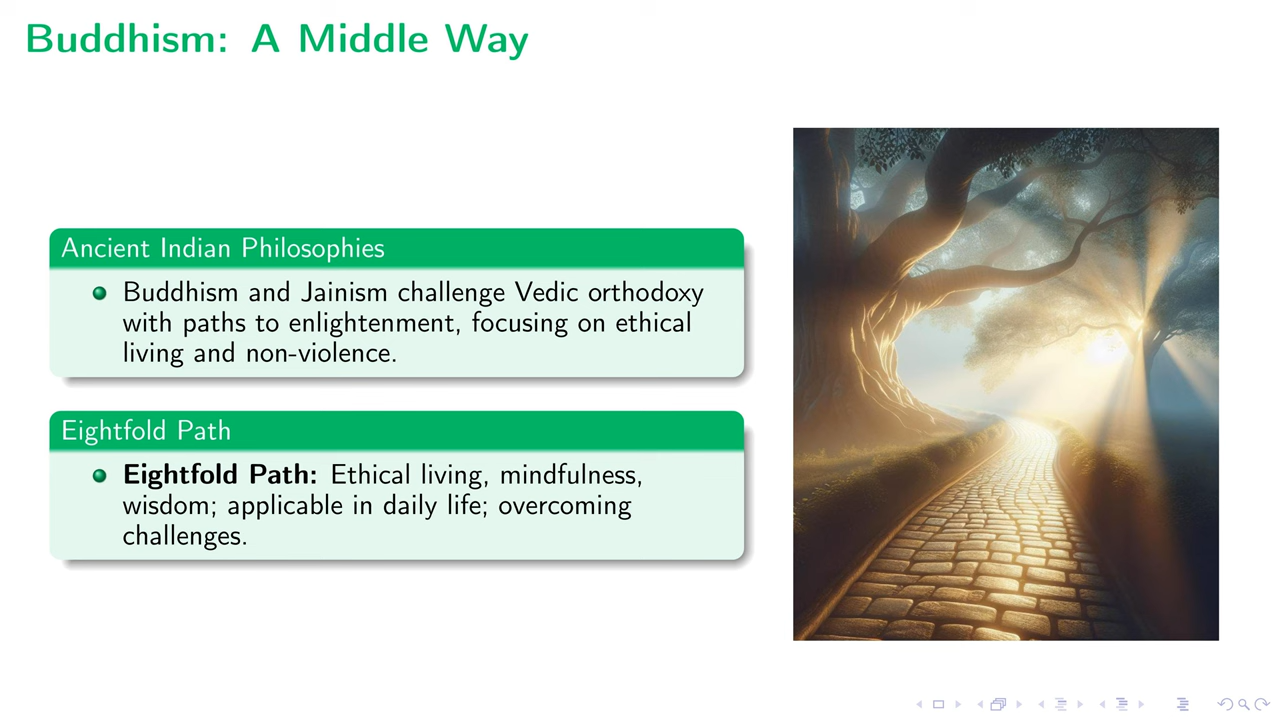 Buddhism: A Middle Way
Ancient Indian Philosophies
Buddhism and Jainism challenge Vedic orthodoxy
with paths to enlightenment, focusing on ethical
living and non-violence.
Eightfold Path
Eightfold Path: Ethical living, mindfulness,
wisdom; applicable in daily life; overcoming
challenges.